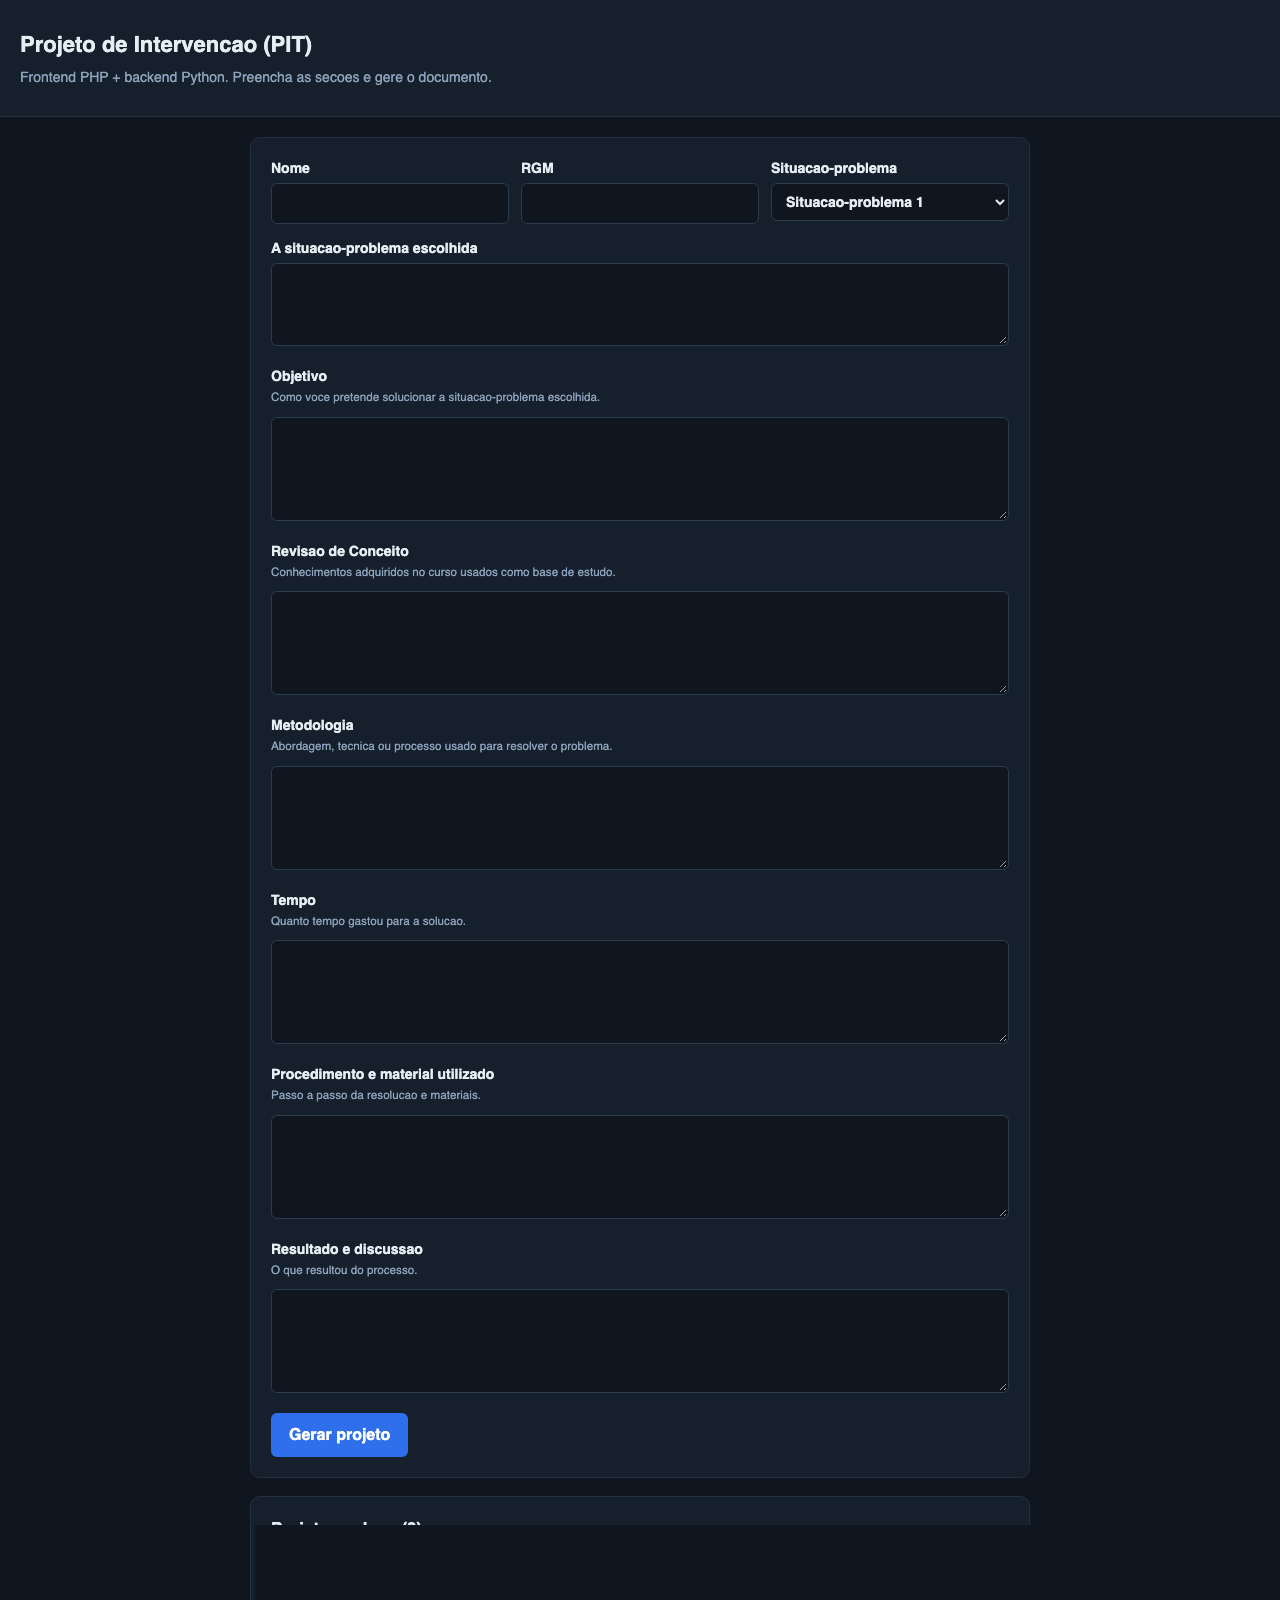 Projeto de Intervencao (PIT)
Frontend PHP + backend Python. Preencha as secoes e gere o documento.
Nome
RGM
Situacao-problema
Situacao-problema 1
A situacao-problema escolhida
Objetivo
Como voce pretende solucionar a situacao-problema escolhida.
Revisao de Conceito
Conhecimentos adquiridos no curso usados como base de estudo.
Metodologia
Abordagem, tecnica ou processo usado para resolver o problema.
Tempo
Quanto tempo gastou para a solucao.
Procedimento e material utilizado
Passo a passo da resolucao e materiais.
Resultado e discussao
O que resultou do processo.
Gerar projeto